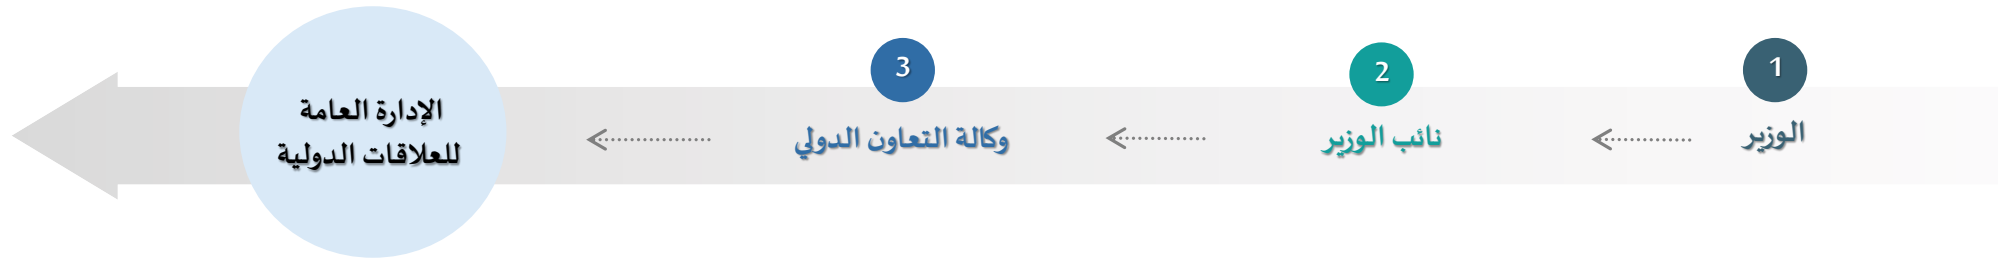 1
الوزير
2
نائب الوزير
3
وكالة التعاون الدولي
الإدارة العامة
للعلاقات الدولية